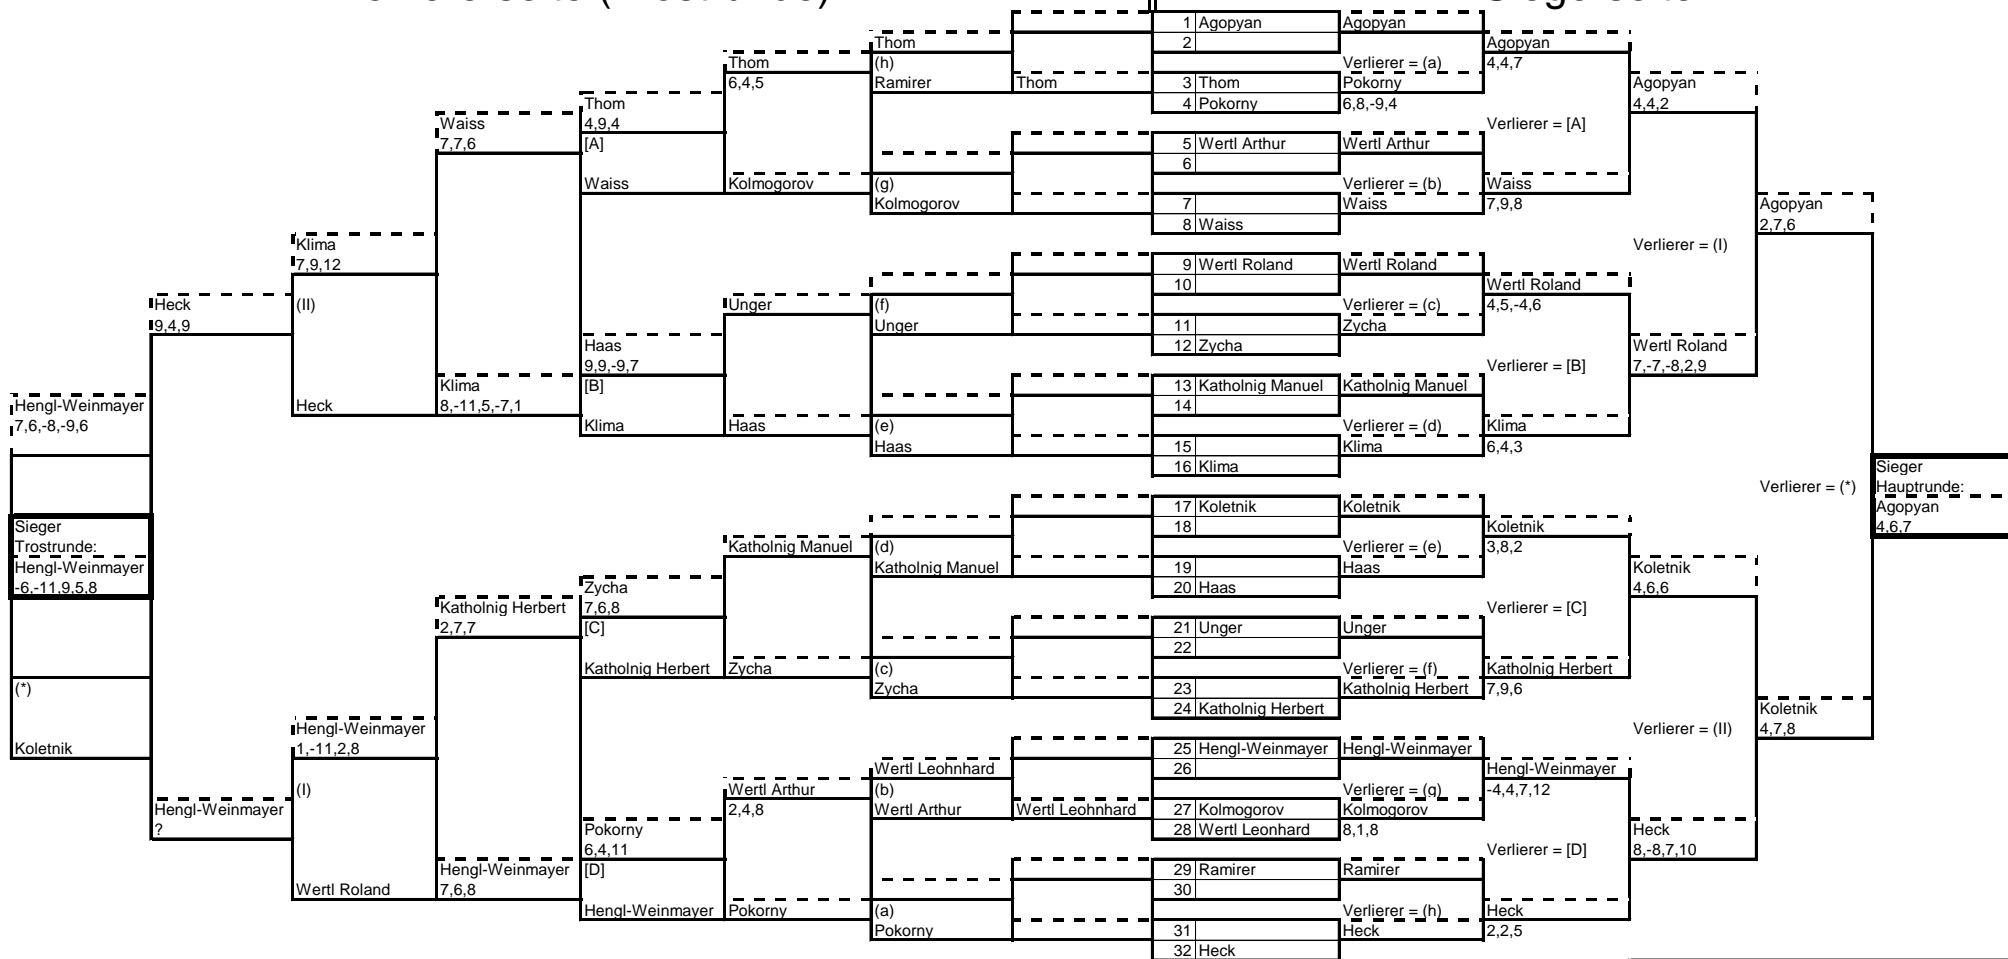 1 Agopyan Agopyan
Thom 2 Agopyan
Thom (h) Verlierer = (a) 4,4,7
6,4,5 Ramirer Thom 3 Thom Pokorny Agopyan
Thom 4 Pokorny 6,8,-9,4 4,4,2
Waiss 4,9,4 Verlierer = [A]
7,7,6 [A] 5 Wertl Arthur Wertl Arthur
6
Waiss Kolmogorov (g) Verlierer = (b) Waiss
Kolmogorov 7 Waiss 7,9,8 Agopyan
8 Waiss 2,7,6
Klima Verlierer = (I)
7,9,12 9 Wertl Roland Wertl Roland
10 Wertl Roland
Heck (II) Unger (f) Verlierer = (c) 4,5,-4,6
9,4,9 Unger 11 Zycha
Haas 12 Zycha Wertl Roland
9,9,-9,7 Verlierer = [B] 7,-7,-8,2,9
Klima [B] 13 Katholnig Manuel Katholnig Manuel
Hengl-Weinmayer Heck 8,-11,5,-7,1 14
7,6,-8,-9,6 Klima Haas (e) Verlierer = (d) Klima
Haas 15 Klima 6,4,3
16 Klima Sieger
Verlierer = (*) Hauptrunde:
17 Koletnik Koletnik Agopyan
Sieger 18 Koletnik 4,6,7
Trostrunde: Katholnig Manuel (d) Verlierer = (e) 3,8,2
Hengl-Weinmayer Katholnig Manuel 19 Haas Koletnik
-6,-11,9,5,8 Zycha 20 Haas 4,6,6
Katholnig Herbert 7,6,8 Verlierer = [C]
2,7,7 [C] 21 Unger Unger
22
Katholnig Herbert Zycha (c) Verlierer = (f) Katholnig Herbert
(*) Zycha 23 Katholnig Herbert 7,9,6
24 Katholnig Herbert Koletnik
Hengl-Weinmayer Verlierer = (II) 4,7,8
Koletnik 1,-11,2,8 25 Hengl-Weinmayer Hengl-Weinmayer
Wertl Leohnhard 26 Hengl-Weinmayer
(I) Wertl Arthur (b) Verlierer = (g) -4,4,7,12
Hengl-Weinmayer 2,4,8 Wertl Arthur Wertl Leohnhard 27 Kolmogorov Kolmogorov
? Pokorny 28 Wertl Leonhard 8,1,8 Heck
6,4,11 Verlierer = [D] 8,-8,7,10
Hengl-Weinmayer [D] 29 Ramirer Ramirer
Wertl Roland 7,6,8 30
Hengl-Weinmayer Pokorny (a) Verlierer = (h) Heck
Pokorny 31 Heck 2,2,5
32 Heck